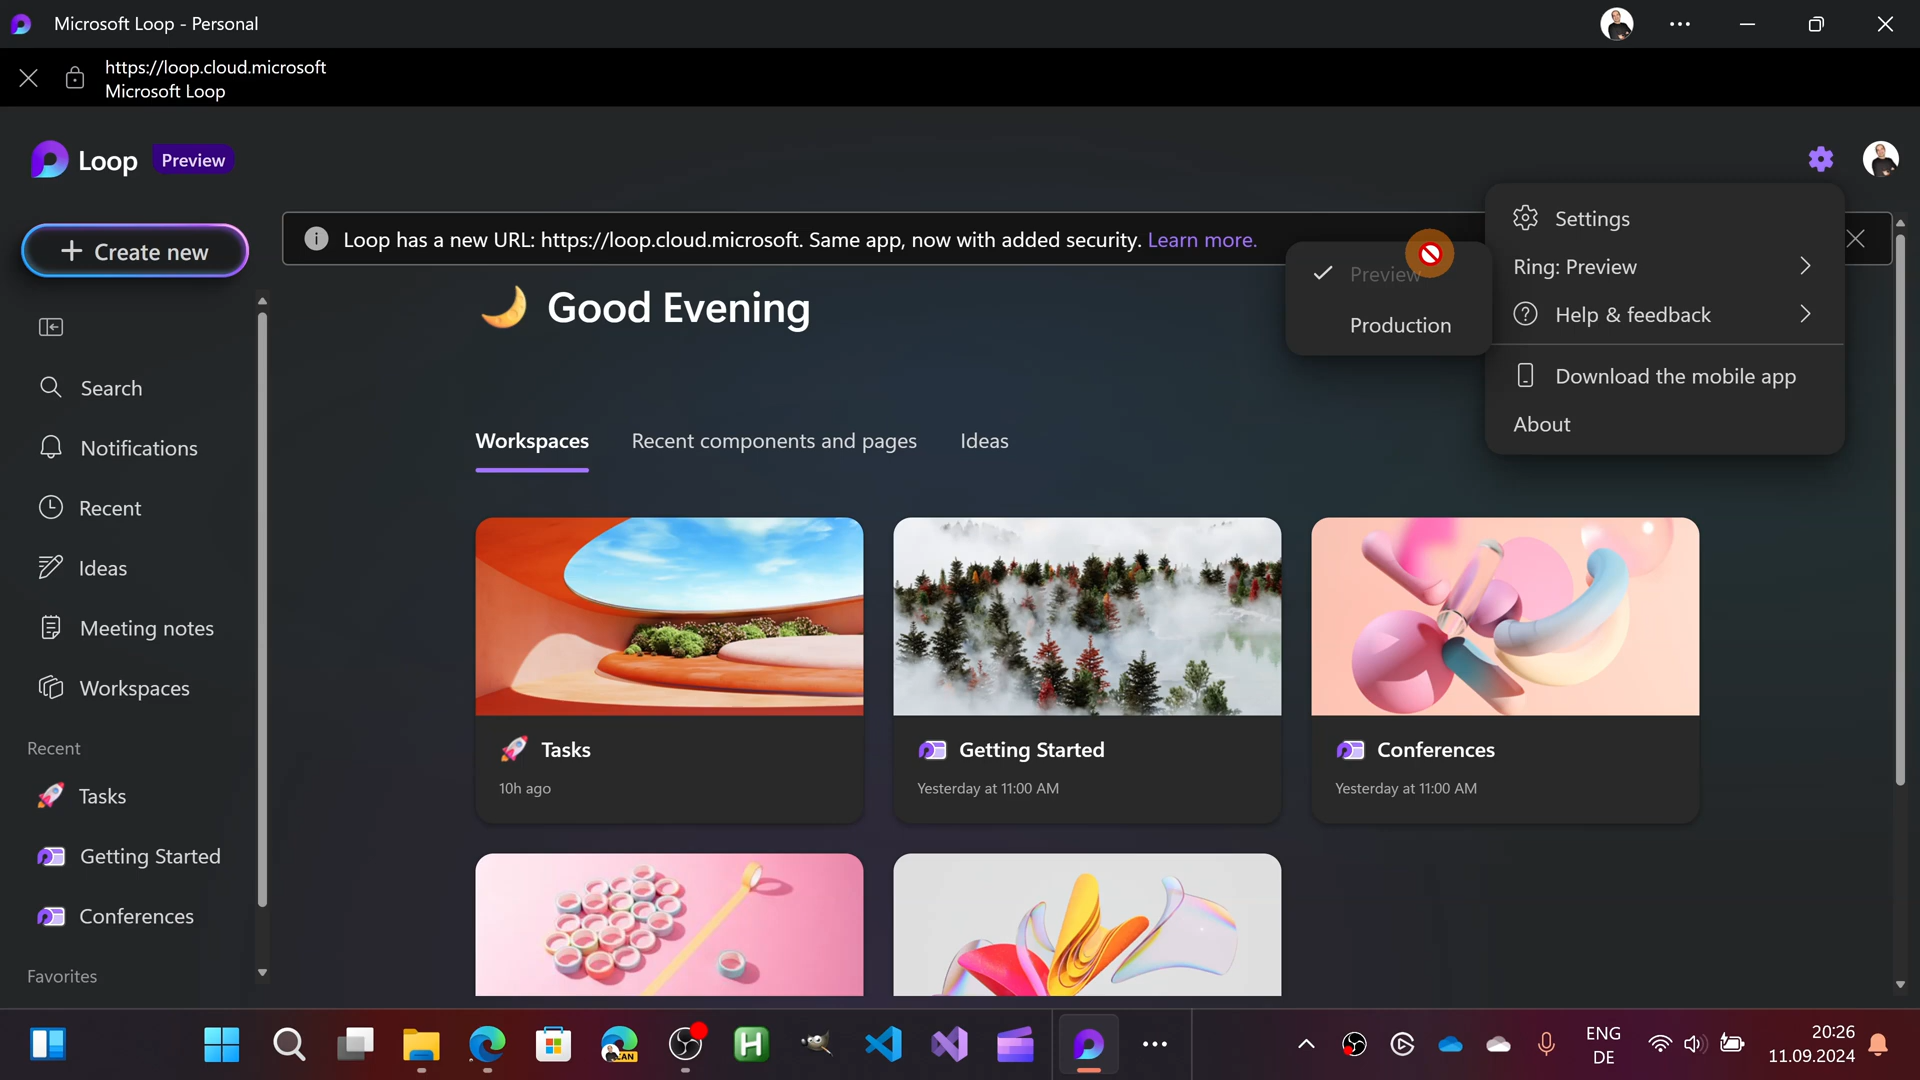 Microsoft Loop - Personal
https://loop.cloud.microsoft
Microsoft Loop
Loop Preview
Create new
Loop has a new URL: https://loop.cloud.microsoft. Same app, now with added security. Learn more.
Settings
Ring: Preview
Help & feedback
Download the mobile app
About
Preview
Production
Good Evening
Search
Notifications
Recent
Ideas
Meeting notes
Workspaces
Recent
Tasks
Getting Started
Conferences
Favorites
Workspaces
Recent components and pages
Ideas
Tasks
10h ago
Getting Started
Yesterday at 11:00 AM
Conferences
Yesterday at 11:00 AM
ENG
DE
20:26
11.09.2024